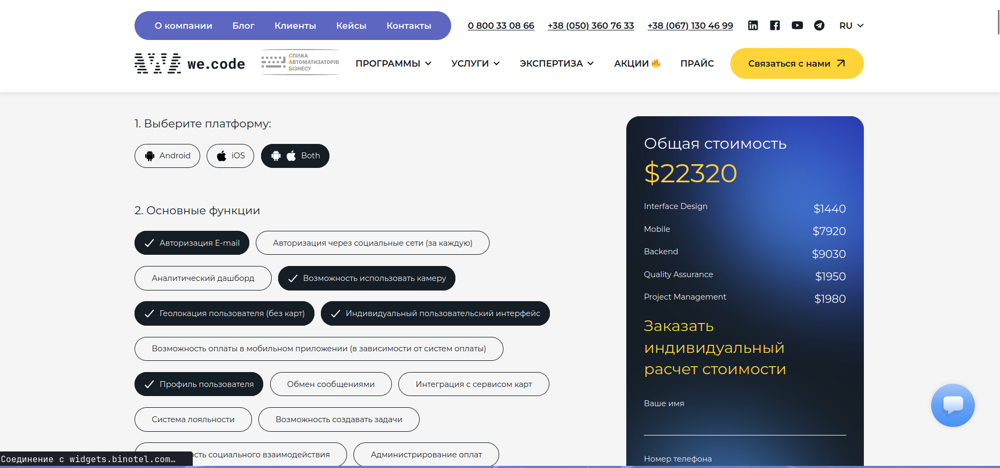 О компании Блог Клиенты Кейсы Контакты 0 800 33 08 66 +38 (050) 360 76 33 +38 (067) 130 46 99 RU
we.code
СПІЛКА
АВТОМАТИЗАТОРІВ
БІЗНЕСУ
ПРОГРАММЫ УСЛУГИ ЭКСПЕРТИЗА АКЦИИ ПРАЙС Связаться с нами
1. Выберите платформу:
Android iOS Both
2. Основные функции
Авторизация E-mail Авторизация через социальные сети (за каждую)
Аналитический дашборд Возможность использовать камеру
Геолокация пользователя (без карт) Индивидуальный пользовательский интерфейс
Возможность оплаты в мобильном приложении (в зависимости от систем оплаты)
Профиль пользователя Обмен сообщениями Интеграция с сервисом карт
Система лояльности Возможность создавать задачи
ость социального взаимодействия Администрирование оплат
Соединение с widgets.binotel.com…
Общая стоимость
$22320
Interface Design $1440
Mobile $7920
Backend $9030
Quality Assurance $1950
Project Management $1980
Заказать
индивидуальный
расчет стоимости
Ваше имя
Номер телефона